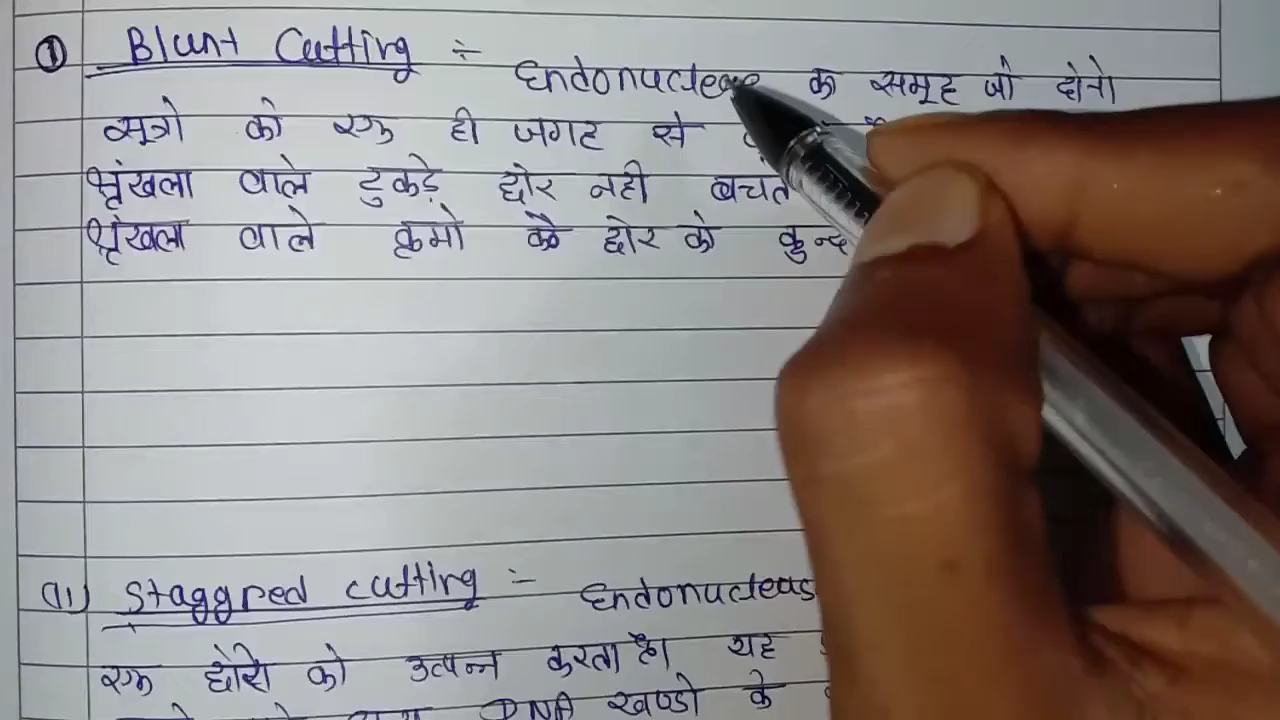 ① Blunt Cutting :- Endonuclease क समूह जो दोनो
सूत्रो को एक ही जगह से
श्रृंखला वाले टुकड़े छोर नही बचत
श्रृंखला वाले क्रमो के छोर को कुन्द
(ii) Staggred cutting :- Endonucleas
एक छोरो को उत्पन्न करता है। यह
DNA खण्डो के